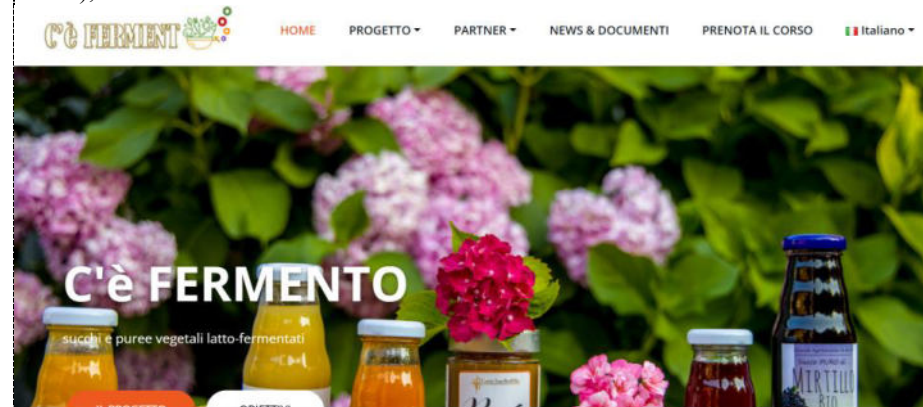 C'è FERMENT
HOME PROGETTO PARTNER NEWS & DOCUMENTI PRENOTA IL CORSO Italiano
C'è FERMENTO
succhi e puree vegetali latto-fermentati
MIRTILLO
BIO